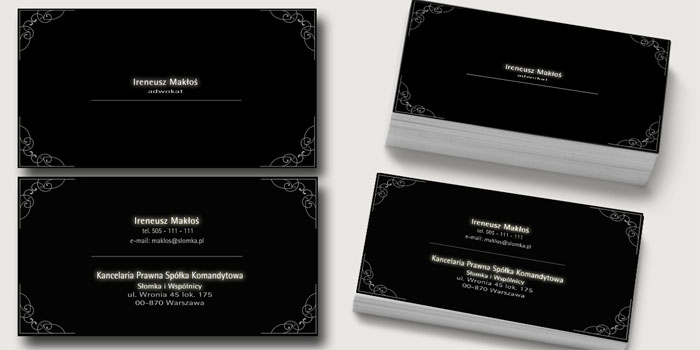 Ireneusz Makłoś
adwokat
Ireneusz Makłoś
tel. 505 - 111 - 111
e-mail: maklos@slomka.pl
Kancelaria Prawna Spółka Komandytowa
Słomka i Wspólnicy
ul. Wronia 45 lok. 175
00-870 Warszawa
Ireneusz Makłoś
adwokat
Ireneusz Makłoś
tel. 505 - 111 - 111
e-mail: maklos@slomka.pl
Kancelaria Prawna Spółka Komandytowa
Słomka i Wspólnicy
ul. Wronia 45 lok. 175
00-870 Warszawa